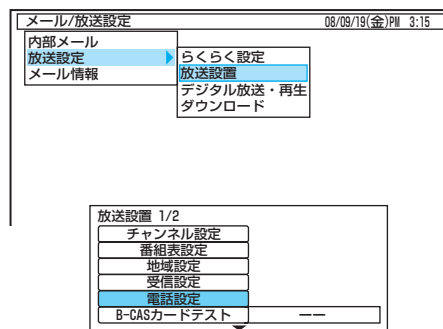 メール/放送設定 08/09/19(金)PM 3:15
内部メール
放送設定
メール情報
らくらく設定
放送設置
デジタル放送・再生
ダウンロード
放送設置 1/2
チャンネル設定
番組表設定
地域設定
受信設定
電話設定
B-CASカードテスト ーー